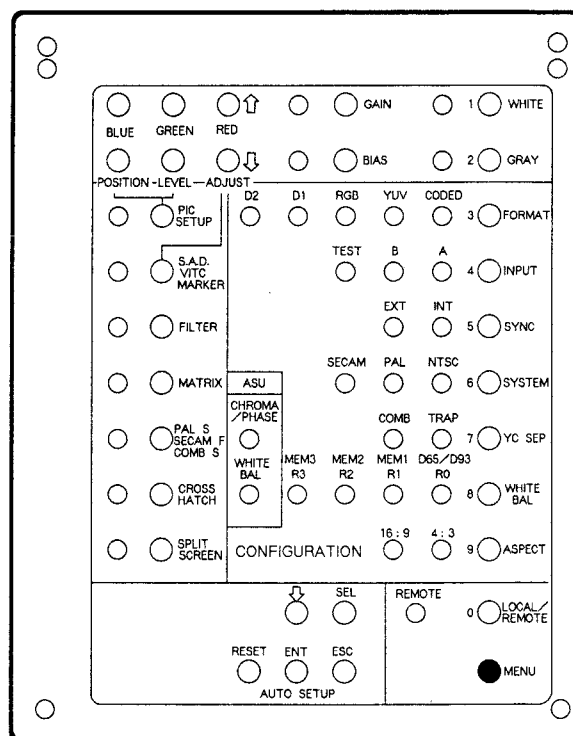 GAIN 1 WHITE
BLUE GREEN RED
BIAS 2 GRAY
POSITION - LEVEL - ADJUST
D2 D1 RGB YUV CODED
PIC SETUP
3 FORMAT
TEST B A
S.A.D. VITC MARKER
4 INPUT
EXT INT
FILTER
5 SYNC
SECAM PAL NTSC
MATRIX
ASU
6 SYSTEM
CHROMA /PHASE
COMB TRAP
PAL S SECAM F COMB S
7 YC SEP
WHITE BAL
MEM3 MEM2 MEM1 D65/D93
R3 R2 R1 R0
CROSS HATCH
8 WHITE BAL
16:9 4:3
SPLIT SCREEN
CONFIGURATION
9 ASPECT
SEL REMOTE
0 LOCAL/ REMOTE
RESET ENT ESC
MENU
AUTO SETUP